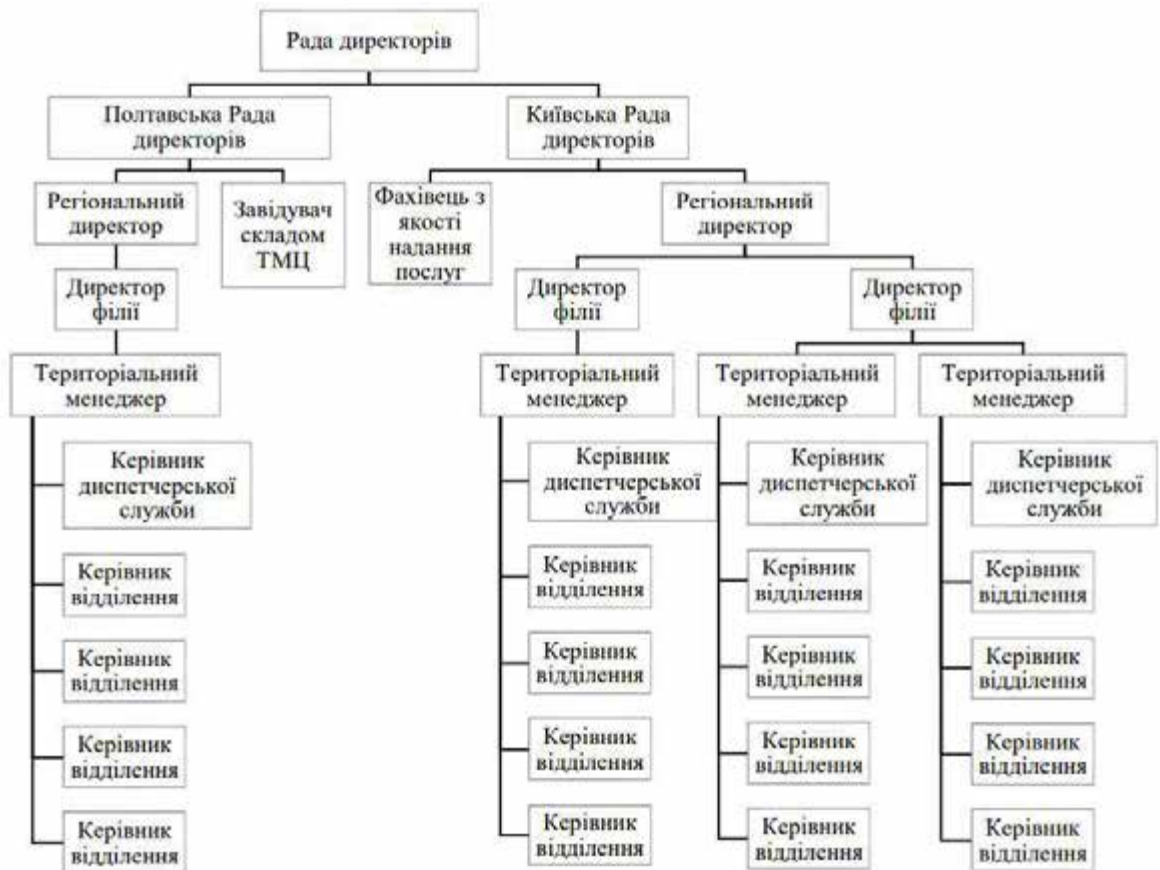 Рада директорів
Полтавська Рада
директорів
Київська Рада
директорів
Регіональний
директор
Завідувач
складом
ТМЦ
Фахівець з
якості
надання
послуг
Регіональний
директор
Директор
філії
Директор
філії
Директор
філії
Територіальний
менеджер
Територіальний
менеджер
Територіальний
менеджер
Територіальний
менеджер
Керівник
диспетчерської
служби
Керівник
диспетчерської
служби
Керівник
диспетчерської
служби
Керівник
диспетчерської
служби
Керівник
відділення
Керівник
відділення
Керівник
відділення
Керівник
відділення
Керівник
відділення
Керівник
відділення
Керівник
відділення
Керівник
відділення
Керівник
відділення
Керівник
відділення
Керівник
відділення
Керівник
відділення
Керівник
відділення
Керівник
відділення
Керівник
відділення
Керівник
відділення